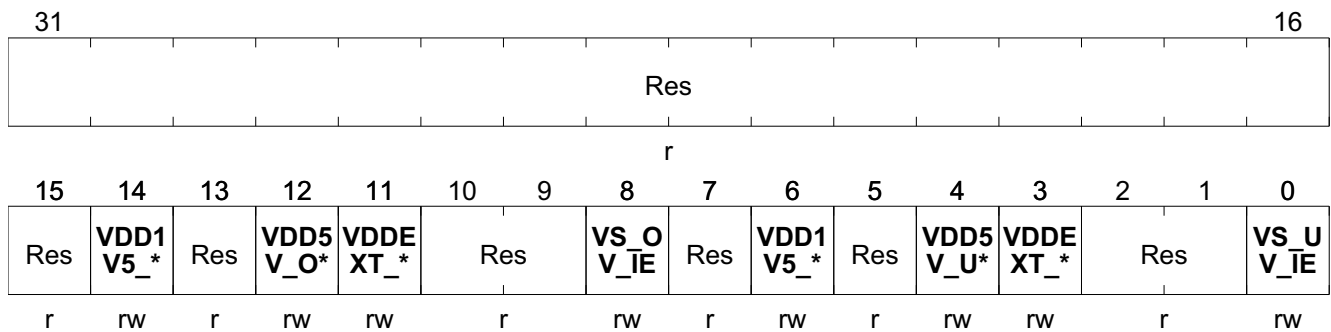 31 16
Res
r
15 14 13 12 11 10 9 8 7 6 5 4 3 2 1 0
Res VDD1 V5_* Res VDD5 V_O* VDDE XT_* Res VS_O V_IE Res VDD1 V5_* Res VDD5 V_U* VDDE XT_* Res VS_U V_IE
r rw r rw rw r rw r rw r rw rw r rw